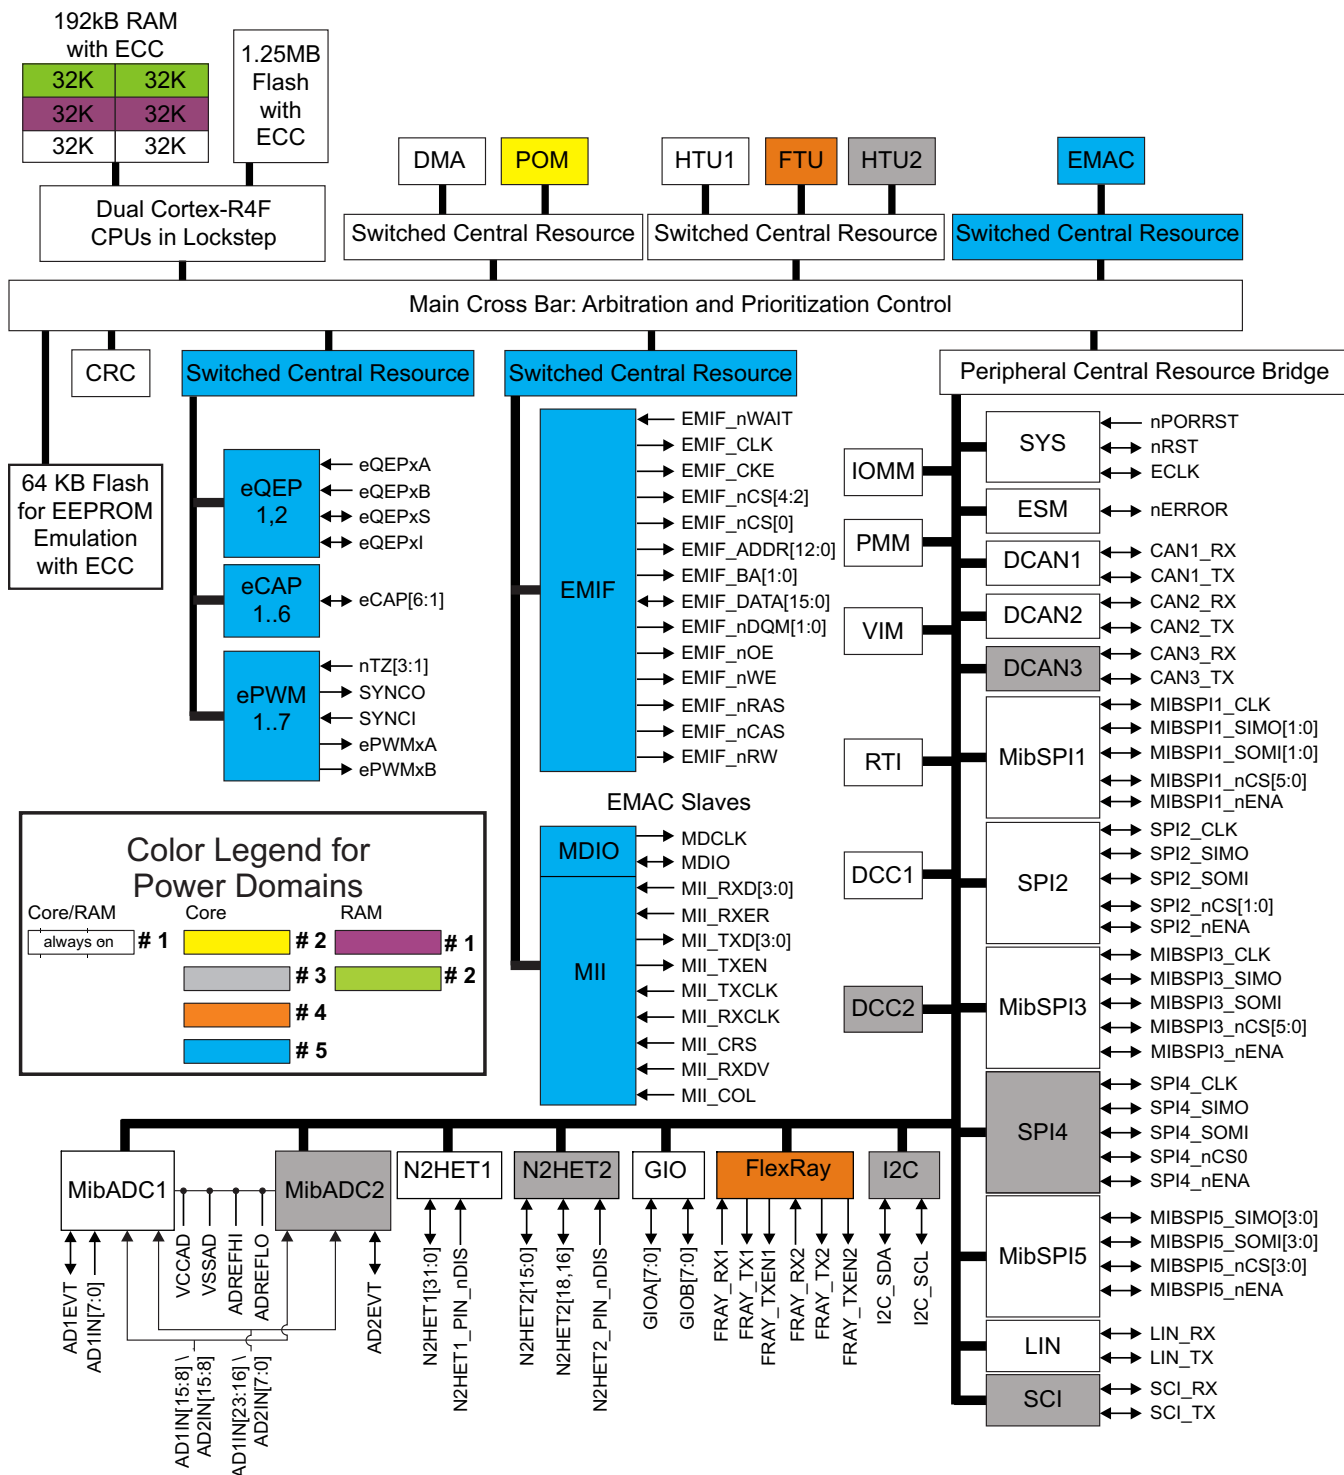 192kB RAM
with ECC
32K 32K
32K 32K
32K 32K
1.25MB
Flash
with
ECC
DMA
POM
HTU1
FTU
HTU2
EMAC
Dual Cortex-R4F
CPUs in Lockstep
Switched Central Resource
Switched Central Resource
Switched Central Resource
Main Cross Bar: Arbitration and Prioritization Control
CRC
Switched Central Resource
Switched Central Resource
Peripheral Central Resource Bridge
64 KB Flash
for EEPROM
Emulation
with ECC
eQEP
1,2
eQEPxA
eQEPxB
eQEPxS
eQEPxI
eCAP
1..6
eCAP[6:1]
ePWM
1..7
nTZ[3:1]
SYNCO
SYNCI
ePWMxA
ePWMxB
EMIF
EMIF_nWAIT
EMIF_CLK
EMIF_CKE
EMIF_nCS[4:2]
EMIF_nCS[0]
EMIF_ADDR[12:0]
EMIF_BA[1:0]
EMIF_DATA[15:0]
EMIF_nDQM[1:0]
EMIF_nOE
EMIF_nWE
EMIF_nRAS
EMIF_nCAS
EMIF_nRW
EMAC Slaves
MDIO
MDCLK
MDIO
MII
MII_RXD[3:0]
MII_RXER
MII_TXD[3:0]
MII_TXEN
MII_TXCLK
MII_RXCLK
MII_CRS
MII_RXDV
MII_COL
IOMM
PMM
VIM
RTI
DCC1
DCC2
SYS
nPORRST
nRST
ECLK
ESM
nERROR
DCAN1
CAN1_RX
CAN1_TX
DCAN2
CAN2_RX
CAN2_TX
DCAN3
CAN3_RX
CAN3_TX
MibSPI1
MIBSPI1_CLK
MIBSPI1_SIMO[1:0]
MIBSPI1_SOMI[1:0]
MIBSPI1_nCS[5:0]
MIBSPI1_nENA
SPI2
SPI2_CLK
SPI2_SIMO
SPI2_SOMI
SPI2_nCS[1:0]
SPI2_nENA
MibSPI3
MIBSPI3_CLK
MIBSPI3_SIMO
MIBSPI3_SOMI
MIBSPI3_nCS[5:0]
MIBSPI3_nENA
SPI4
SPI4_CLK
SPI4_SIMO
SPI4_SOMI
SPI4_nCS0
SPI4_nENA
MibSPI5
MIBSPI5_SIMO[3:0]
MIBSPI5_SOMI[3:0]
MIBSPI5_nCS[3:0]
MIBSPI5_nENA
LIN
LIN_RX
LIN_TX
SCI
SCI_RX
SCI_TX
Color Legend for
Power Domains
Core/RAM
Core
RAM
always on # 1
# 2
# 3
# 4
# 5
# 1
# 2
MibADC1
MibADC2
N2HET1
N2HET2
GIO
FlexRay
I2C
AD1EVT
AD1IN[7:0]
VCCAD
VSSAD
ADREFHI
ADREFLO
AD2EVT
AD1IN[15:8] \
AD2IN[15:8]
AD1IN[23:16] \
AD2IN[7:0]
N2HET1[31:0]
N2HET1_PIN_nDIS
N2HET2[15:0]
N2HET2[18,16]
N2HET2_PIN_nDIS
GIOA[7:0]
GIOB[7:0]
FRAY_RX1
FRAY_TX1
FRAY_TXEN1
FRAY_RX2
FRAY_TX2
FRAY_TXEN2
I2C_SDA
I2C_SCL